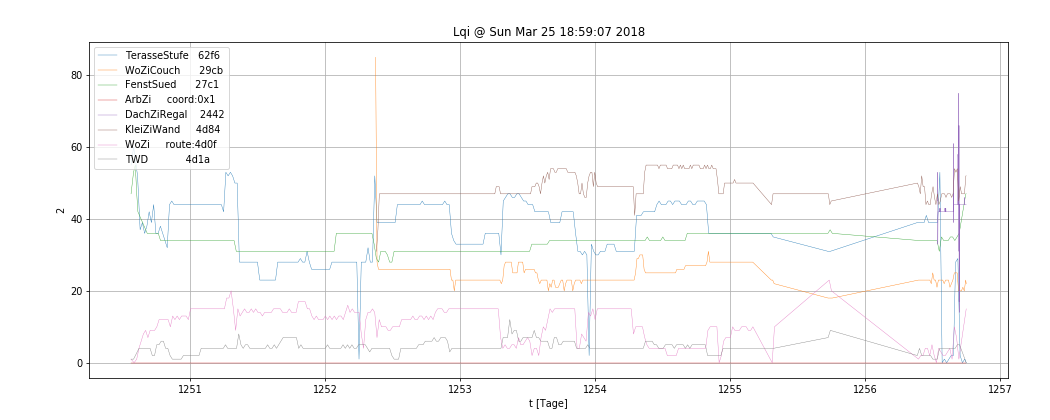 Lqi @ Sun Mar 25 18:59:07 2018
TerasseStufe 62f6
WoZiCouch 29cb
FenstSued 27c1
ArbZi coord:0x1
DachZiRegal 2442
KleiZiWand 4d84
WoZi route:4d0f
TWD 4d1a
80
60
40
20
0
2
1251 1252 1253 1254 1255 1256 1257
t [Tage]